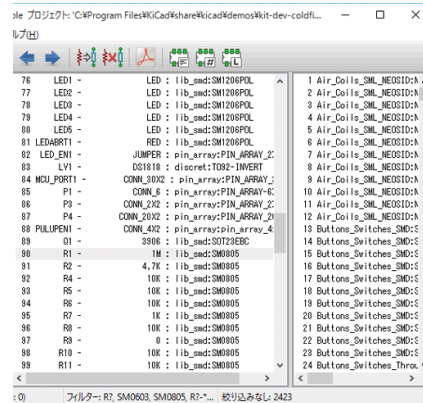 ple プロジェクト: 'C:¥Program Files¥KiCad¥share¥kicad¥demos¥kit-dev-coldfi...
ルプ(H)
76 LED1 - LED : lib_smd:SM1206POL
77 LED2 - LED : lib_smd:SM1206POL
78 LED3 - LED : lib_smd:SM1206POL
79 LED4 - LED : lib_smd:SM1206POL
80 LED5 - LED : lib_smd:SM1206POL
81 LEDABRT1 - RED : lib_smd:SM1206POL
82 LED_EN1 - JUMPER : pin_array:PIN_ARRAY_2
83 LV1 - DS1818 : discret:TO92-INVERT
84 MCU_PORT1 - CONN_30X2 : pin_array:PIN_ARRAY_
85 P1 - CONN_6 : pin_array:PIN_ARRAY-6
86 P3 - CONN_2X2 : pin_array:PIN_ARRAY_2
87 P4 - CONN_20X2 : pin_array:PIN_ARRAY_2
88 PULUPEN1 - CONN_4X2 : pin_array:pin_array_4
89 Q1 - 3906 : lib_smd:SOT23EBC
90 R1 - 1M : lib_smd:SM0805
91 R2 - 4,7K : lib_smd:SM0805
92 R4 - 10K : lib_smd:SM0805
93 R5 - 10K : lib_smd:SM0805
94 R6 - 10K : lib_smd:SM0805
95 R7 - 1K : lib_smd:SM0805
96 R8 - 10K : lib_smd:SM0805
97 R9 - 0 : lib_smd:SM0805
98 R10 - 10K : lib_smd:SM0805
99 R11 - 10K : lib_smd:SM0805
1 Air_Coils_SML_NEOSID:N
2 Air_Coils_SML_NEOSID:N
3 Air_Coils_SML_NEOSID:N
4 Air_Coils_SML_NEOSID:N
5 Air_Coils_SML_NEOSID:N
6 Air_Coils_SML_NEOSID:N
7 Air_Coils_SML_NEOSID:N
8 Air_Coils_SML_NEOSID:N
9 Air_Coils_SML_NEOSID:N
10 Air_Coils_SML_NEOSID:N
11 Air_Coils_SML_NEOSID:N
12 Air_Coils_SML_NEOSID:N
13 Buttons_Switches_SMD:S
14 Buttons_Switches_SMD:S
15 Buttons_Switches_SMD:S
16 Buttons_Switches_SMD:S
17 Buttons_Switches_SMD:S
18 Buttons_Switches_SMD:S
19 Buttons_Switches_SMD:S
20 Buttons_Switches_SMD:S
21 Buttons_Switches_SMD:S
22 Buttons_Switches_SMD:S
23 Buttons_Switches_SMD:S
24 Buttons_Switches_Throu
: 0) フィルター: R?, SM0603, SM0805, R?-*... 絞り込みなし: 2423